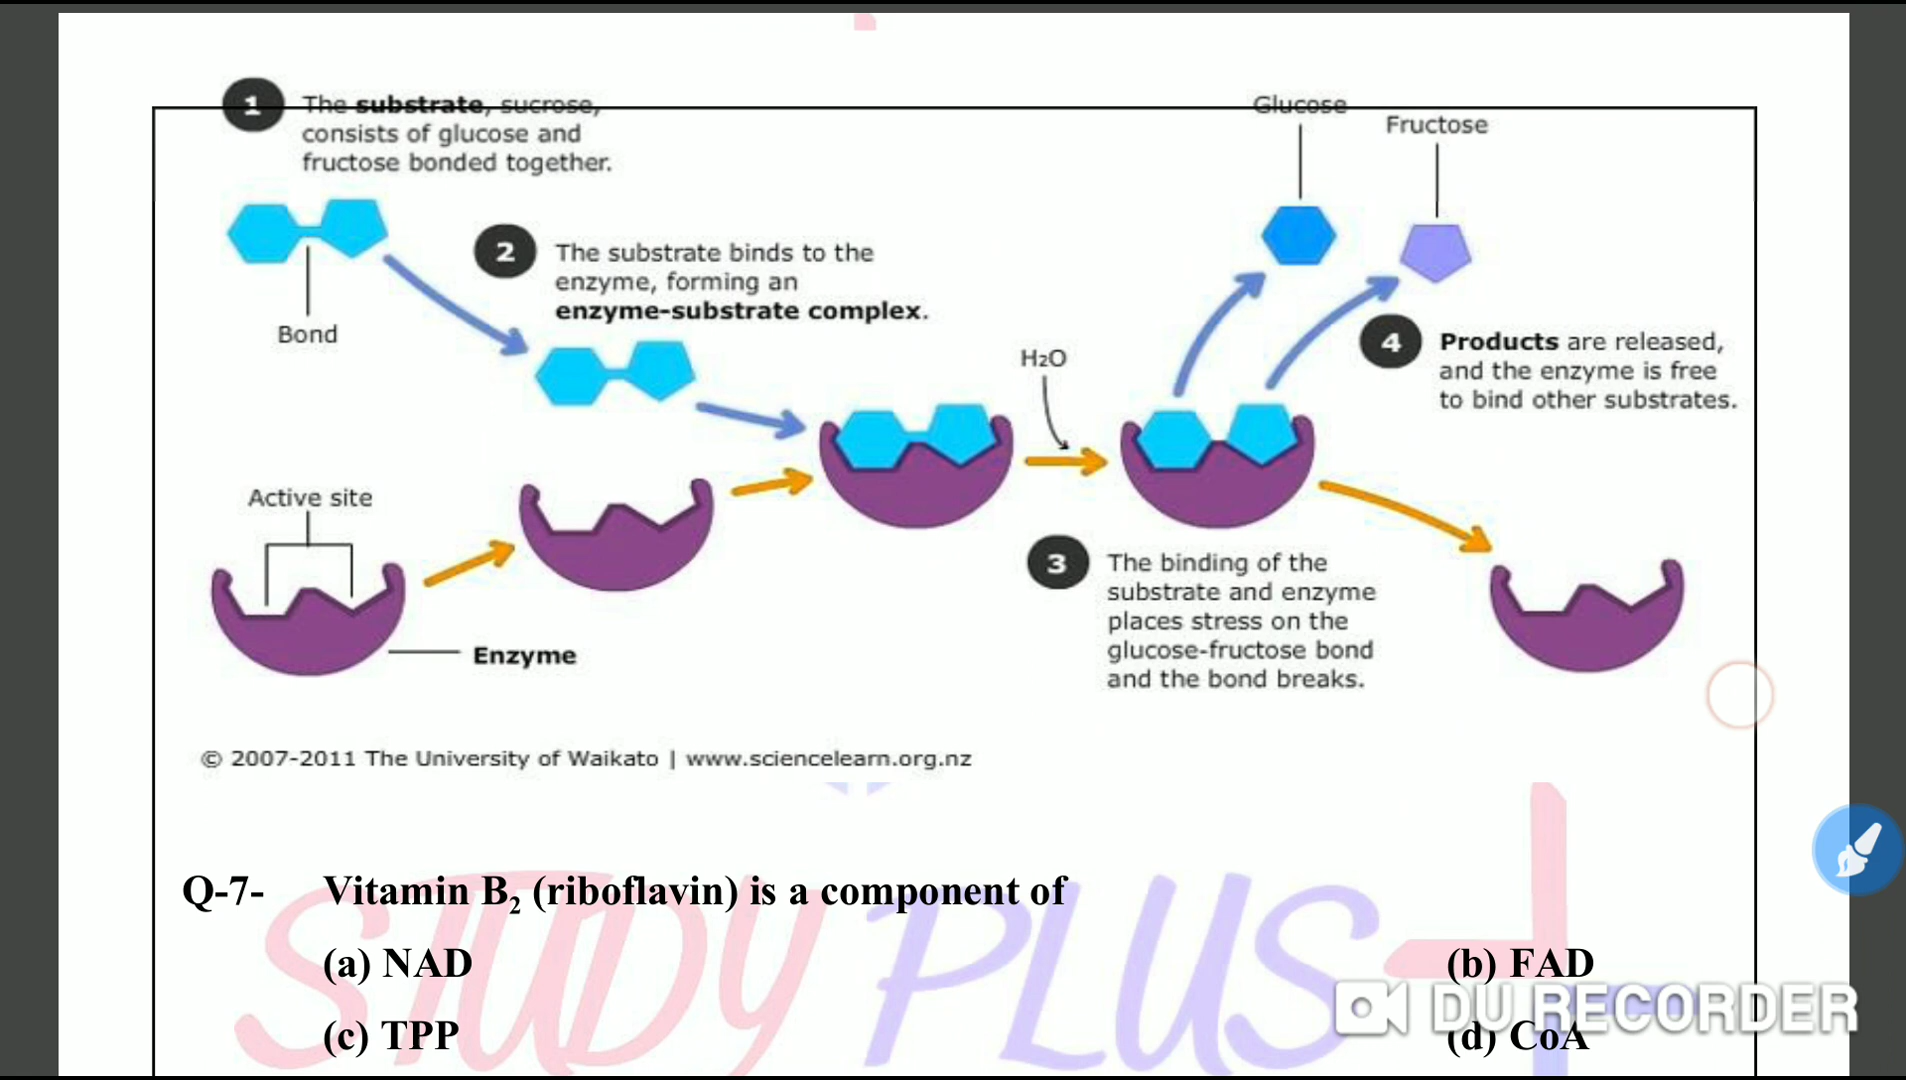 1
The substrate, sucrose,
consists of glucose and
fructose bonded together.
Bond
2
The substrate binds to the
enzyme, forming an
enzyme-substrate complex.
Glucose
Fructose
H2O
4
Products are released,
and the enzyme is free
to bind other substrates.
Active site
Enzyme
3
The binding of the
substrate and enzyme
places stress on the
glucose-fructose bond
and the bond breaks.
© 2007-2011 The University of Waikato | www.sciencelearn.org.nz
STUDY PLUS
Q-7- Vitamin B₂ (riboflavin) is a component of
(a) NAD (b) FAD
DU RECORDER
(c) TPP (d) CoA